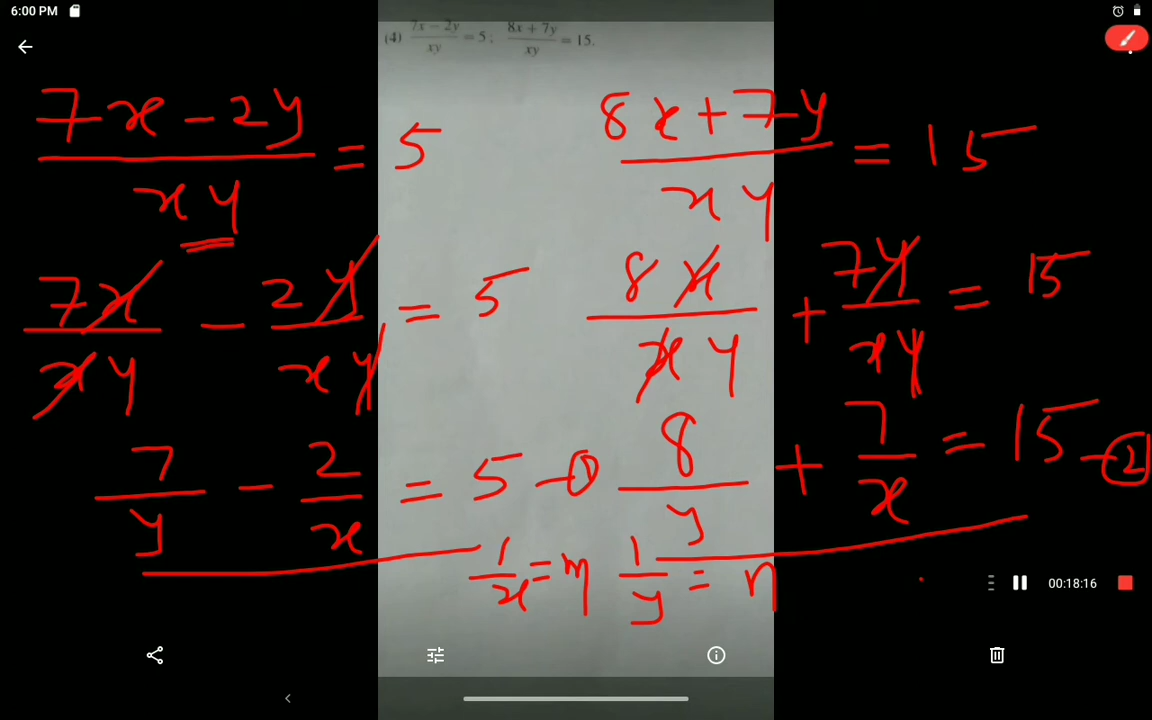 6:00 PM
(4) 7x – 2y / xy = 5 ; 8x + 7y / xy = 15.
7x - 2y / xy = 5
8x + 7y / xy = 15
7x / xy - 2y / xy = 5
8x / xy + 7y / xy = 15
7 / y - 2 / x = 5 - ①
8 / y + 7 / x = 15 - ②
1 / x = m 1 / y = n
00:18:16